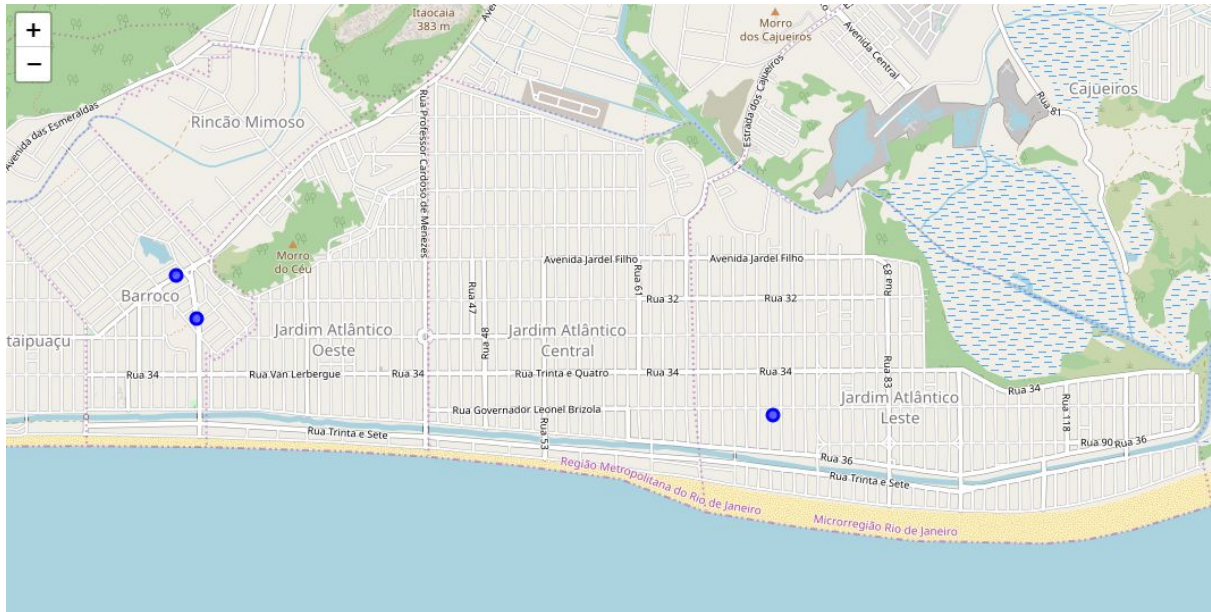 +
−
Itaocaia
383 m
Morro
dos Cajueiros
Avenida Central
Estrada dos Cajueiros
Rua 81
Cajueiros
Avenida das Esmeraldas
Rincão Mimoso
Rua Professor Cardoso de Menezes
Morro
do Céu
Avenida Jardel Filho
Avenida Jardel Filho
Rua 61
Rua 83
Barroco
Rua 47
Rua 32
Rua 32
Itaipuaçu
Jardim Atlântico
Oeste
Rua 48
Jardim Atlântico
Central
Rua 34
Rua Van Lerbergue
Rua 34
Rua Trinta e Quatro
Rua 34
Rua 34
Rua 83
Rua 34
Jardim Atlântico
Leste
Rua 118
Rua Governador Leonel Brizola
Rua 53
Rua Trinta e Sete
Rua 36
Rua 90
Rua 36
Rua Trinta e Sete
Região Metropolitana do Rio de Janeiro
Microrregião Rio de Janeiro